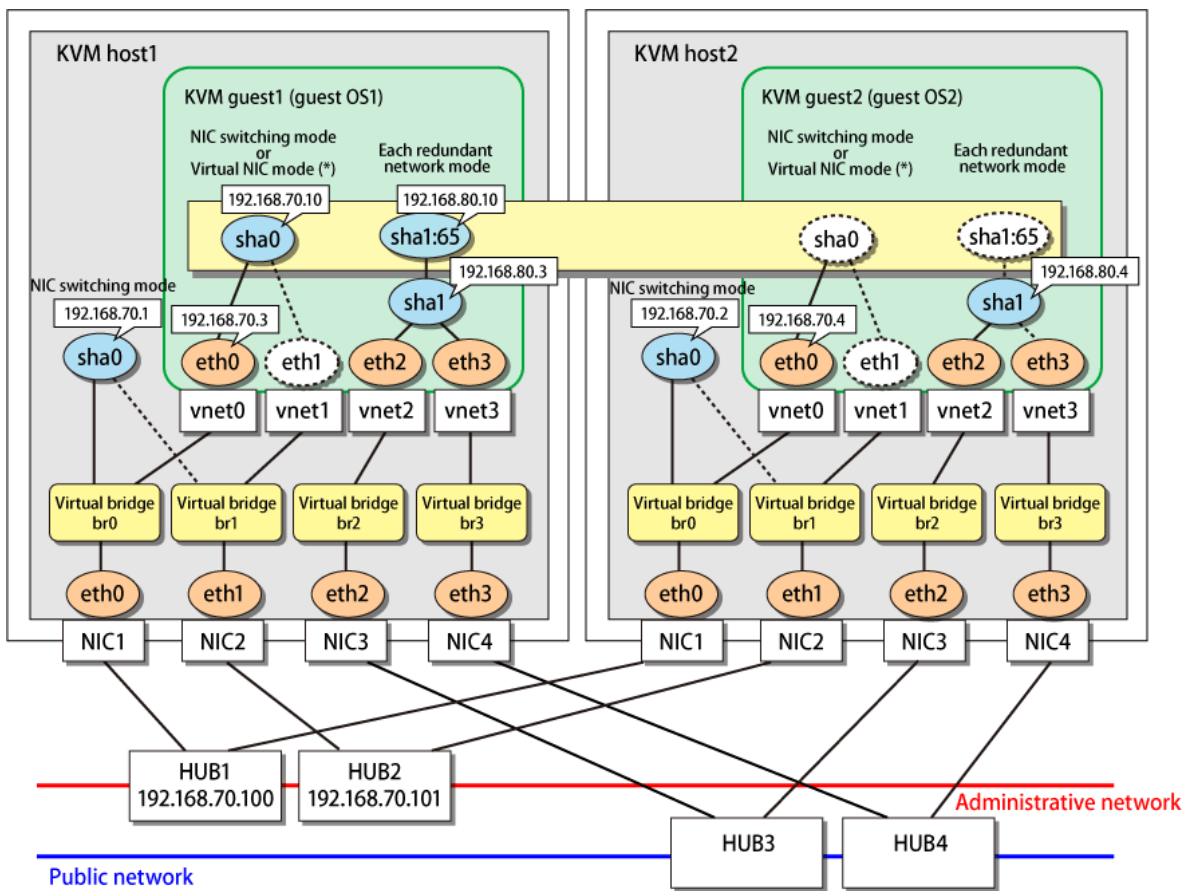 KVM host1
KVM guest1 (guest OS1)
NIC switching mode
or
Virtual NIC mode (*)
Each redundant
network mode
192.168.70.10
192.168.80.10
sha0
sha1:65
192.168.80.3
NIC switching mode
192.168.70.1
192.168.70.3
sha1
sha0
eth0
eth1
eth2
eth3
vnet0
vnet1
vnet2
vnet3
Virtual bridge
br0
Virtual bridge
br1
Virtual bridge
br2
Virtual bridge
br3
eth0
eth1
eth2
eth3
NIC1
NIC2
NIC3
NIC4
KVM host2
KVM guest2 (guest OS2)
NIC switching mode
or
Virtual NIC mode (*)
Each redundant
network mode
sha0
sha1:65
192.168.80.4
NIC switching mode
192.168.70.2
192.168.70.4
sha1
sha0
eth0
eth1
eth2
eth3
vnet0
vnet1
vnet2
vnet3
Virtual bridge
br0
Virtual bridge
br1
Virtual bridge
br2
Virtual bridge
br3
eth0
eth1
eth2
eth3
NIC1
NIC2
NIC3
NIC4
HUB1
192.168.70.100
HUB2
192.168.70.101
Administrative network
HUB3
HUB4
Public network